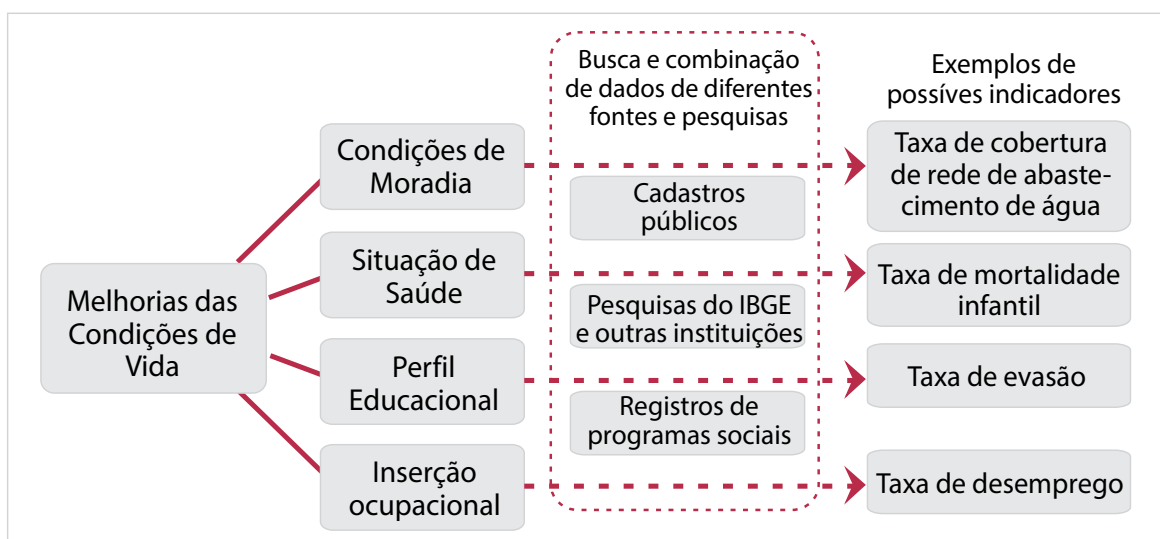 Melhorias das
Condições de
Vida
Condições de
Moradia
Situação de
Saúde
Perfil
Educacional
Inserção
ocupacional
Busca e combinação
de dados de diferentes
fontes e pesquisas
Cadastros
públicos
Pesquisas do IBGE
e outras instituições
Registros de
programas sociais
Exemplos de
possíves indicadores
Taxa de cobertura
de rede de abaste-
cimento de água
Taxa de mortalidade
infantil
Taxa de evasão
Taxa de desemprego